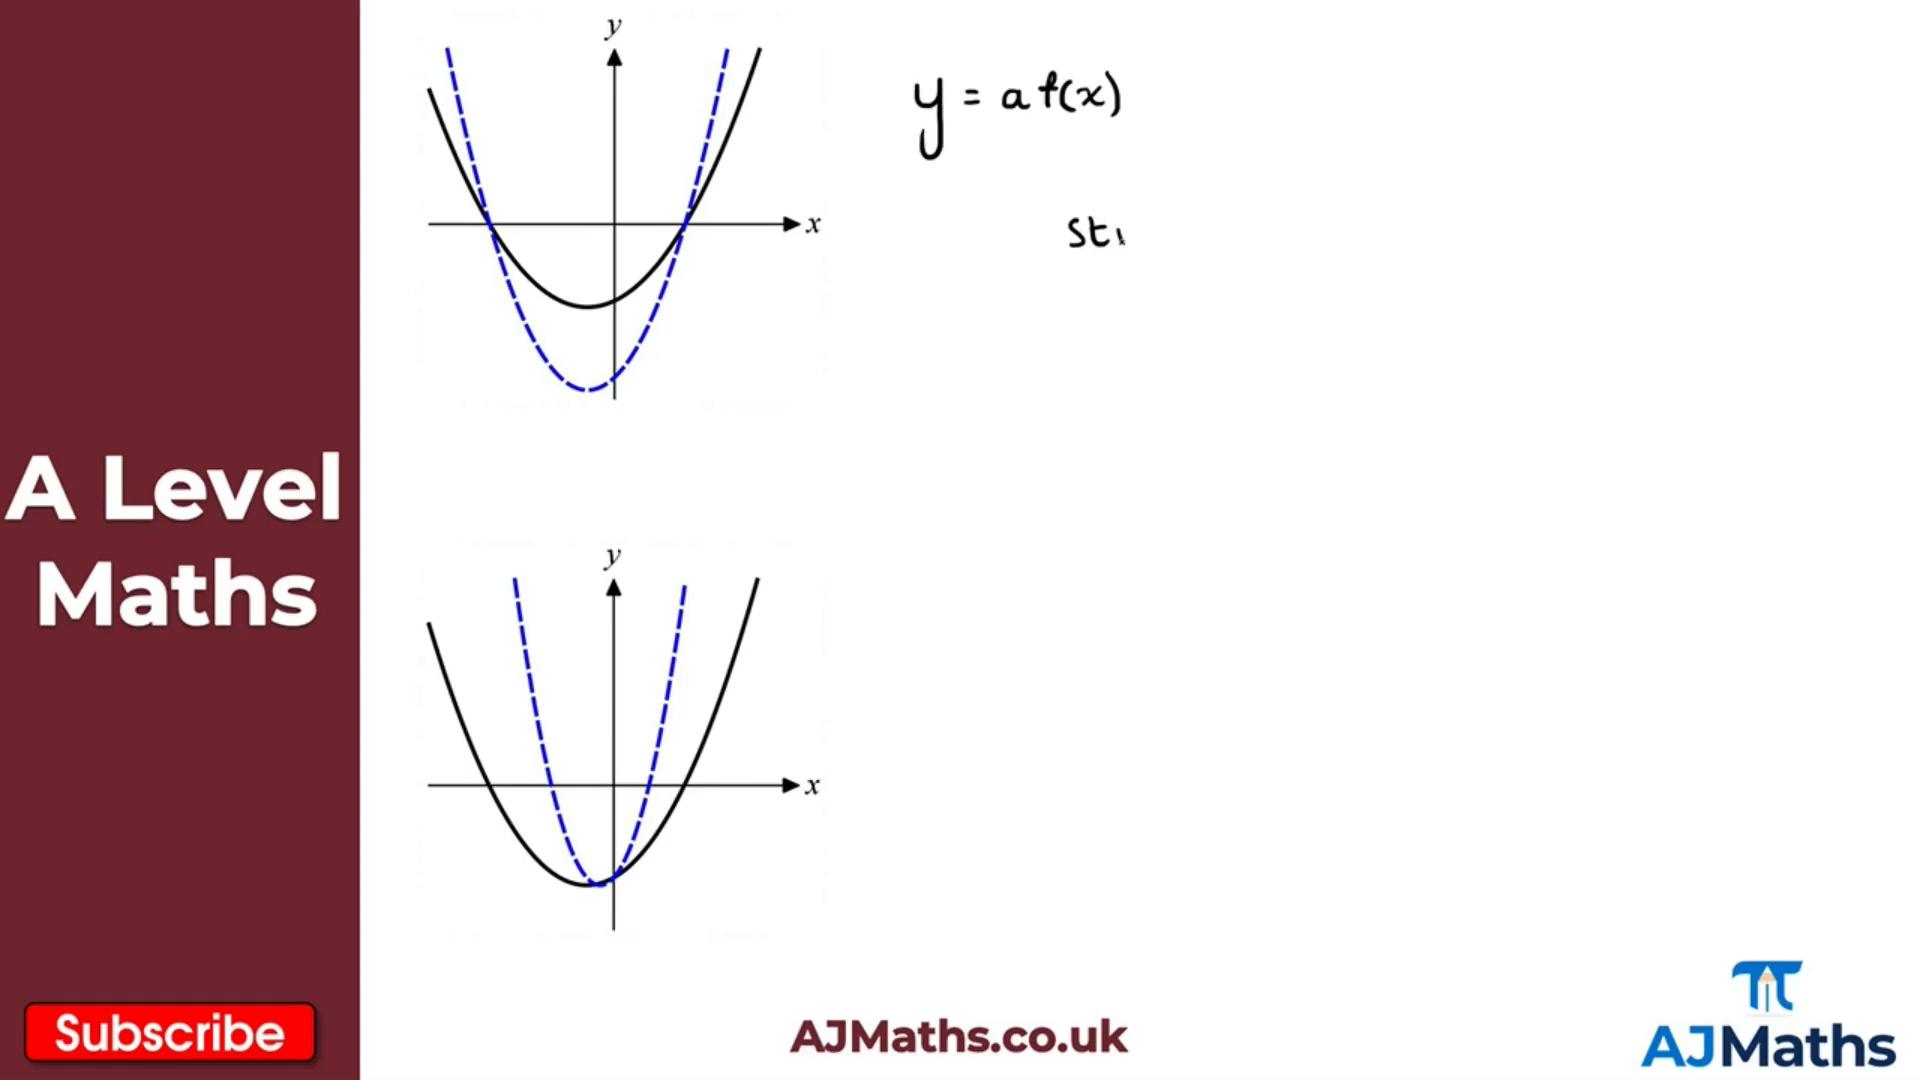 y
y = a f(x)
x
st
A Level
Maths
y
x
Subscribe
AJMaths.co.uk
AJMaths